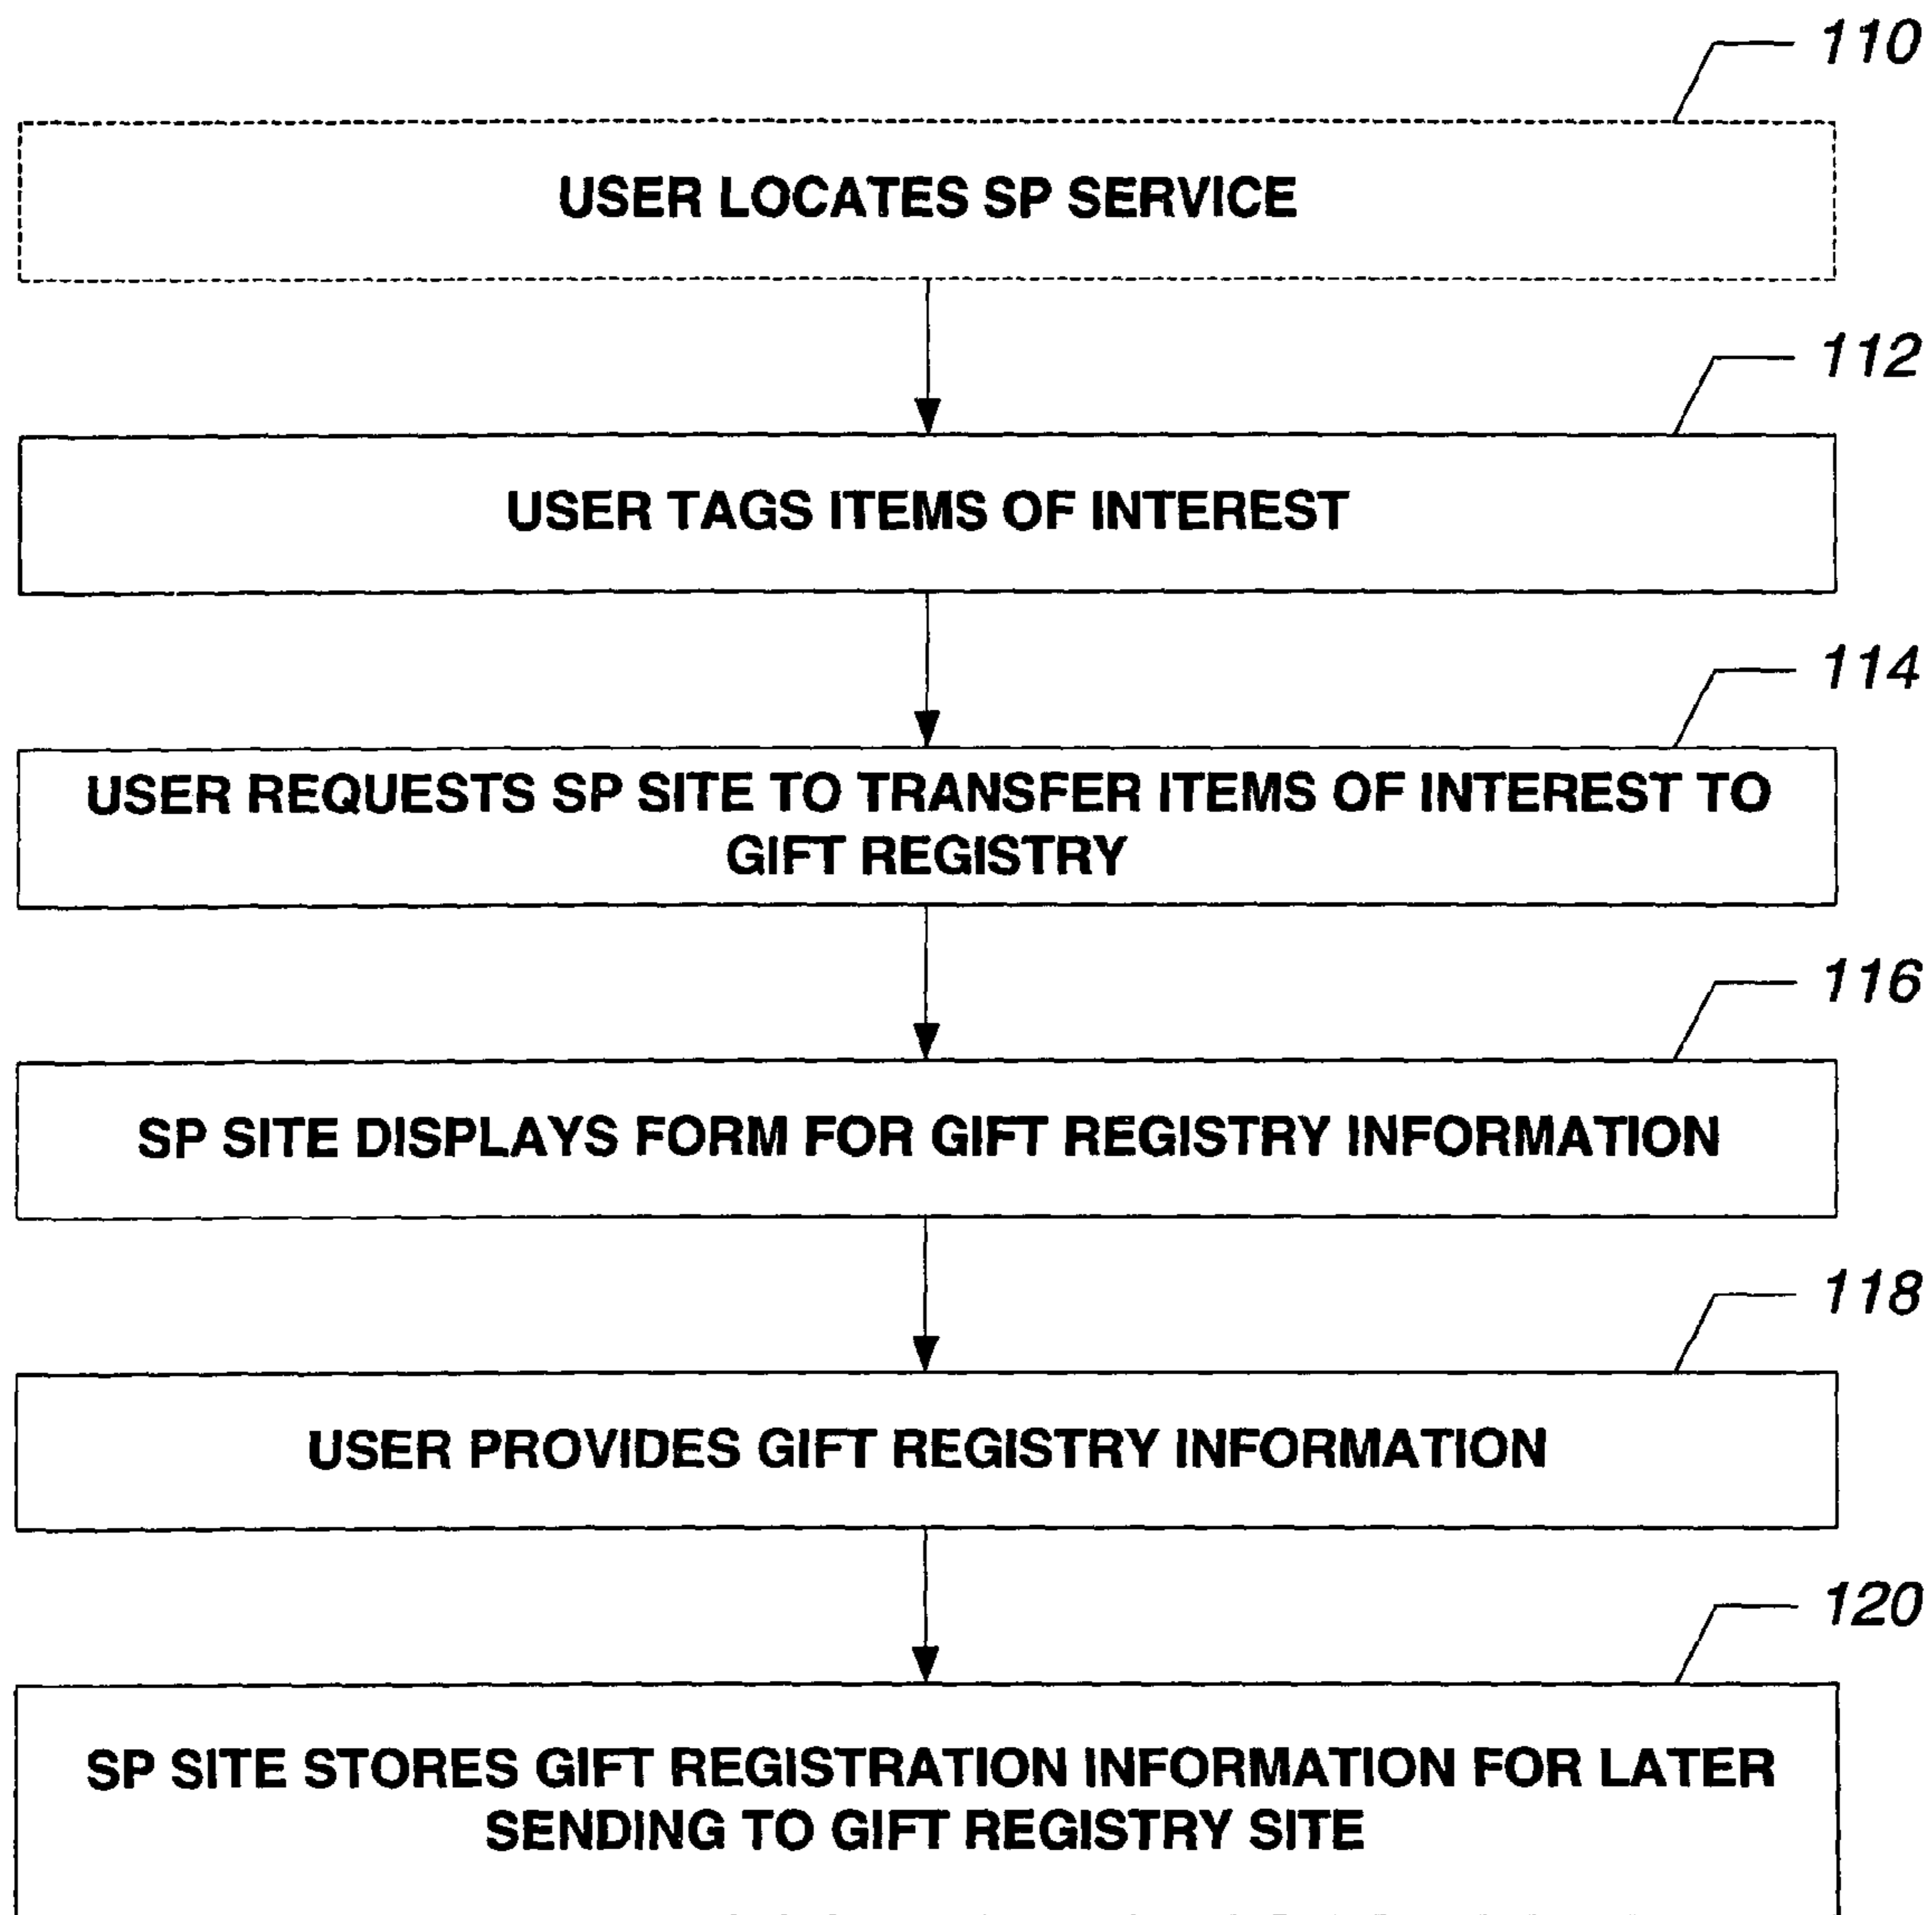 110
USER LOCATES SP SERVICE
112
USER TAGS ITEMS OF INTEREST
114
USER REQUESTS SP SITE TO TRANSFER ITEMS OF INTEREST TO
GIFT REGISTRY
116
SP SITE DISPLAYS FORM FOR GIFT REGISTRY INFORMATION
118
USER PROVIDES GIFT REGISTRY INFORMATION
120
SP SITE STORES GIFT REGISTRATION INFORMATION FOR LATER
SENDING TO GIFT REGISTRY SITE